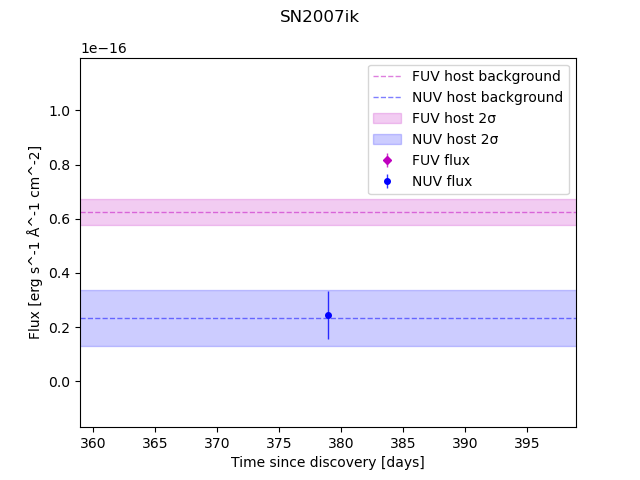 SN2007ik
1e−16
FUV host background
NUV host background
FUV host 2σ
NUV host 2σ
FUV flux
NUV flux
1.0
0.8
0.6
0.4
0.2
0.0
Flux [erg s^-1 Å^-1 cm^-2]
360 365 370 375 380 385 390 395
Time since discovery [days]